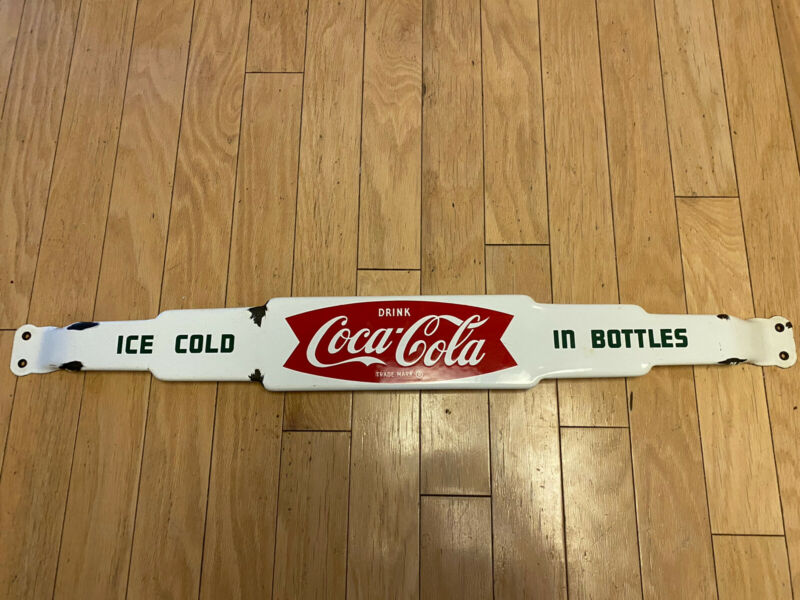 ICE COLD
DRINK
Coca-Cola
TRADE MARK ®
IN BOTTLES